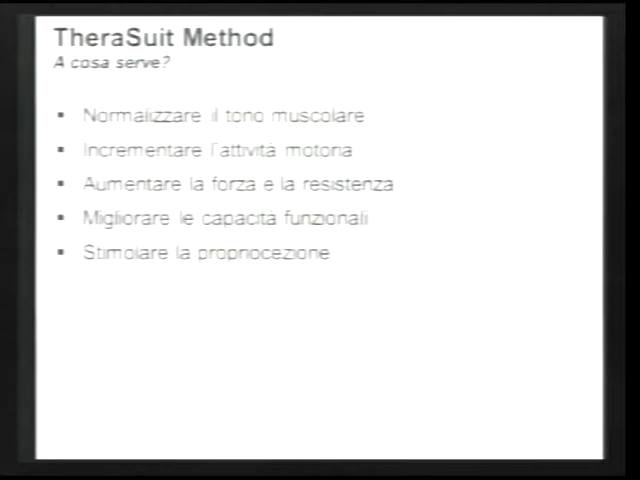 TheraSuit Method
A cosa serve?
▪ Normalizzare il tono muscolare
▪ Incrementare l'attività motoria
▪ Aumentare la forza e la resistenza
▪ Migliorare le capacità funzionali
▪ Stimolare la propriocezione